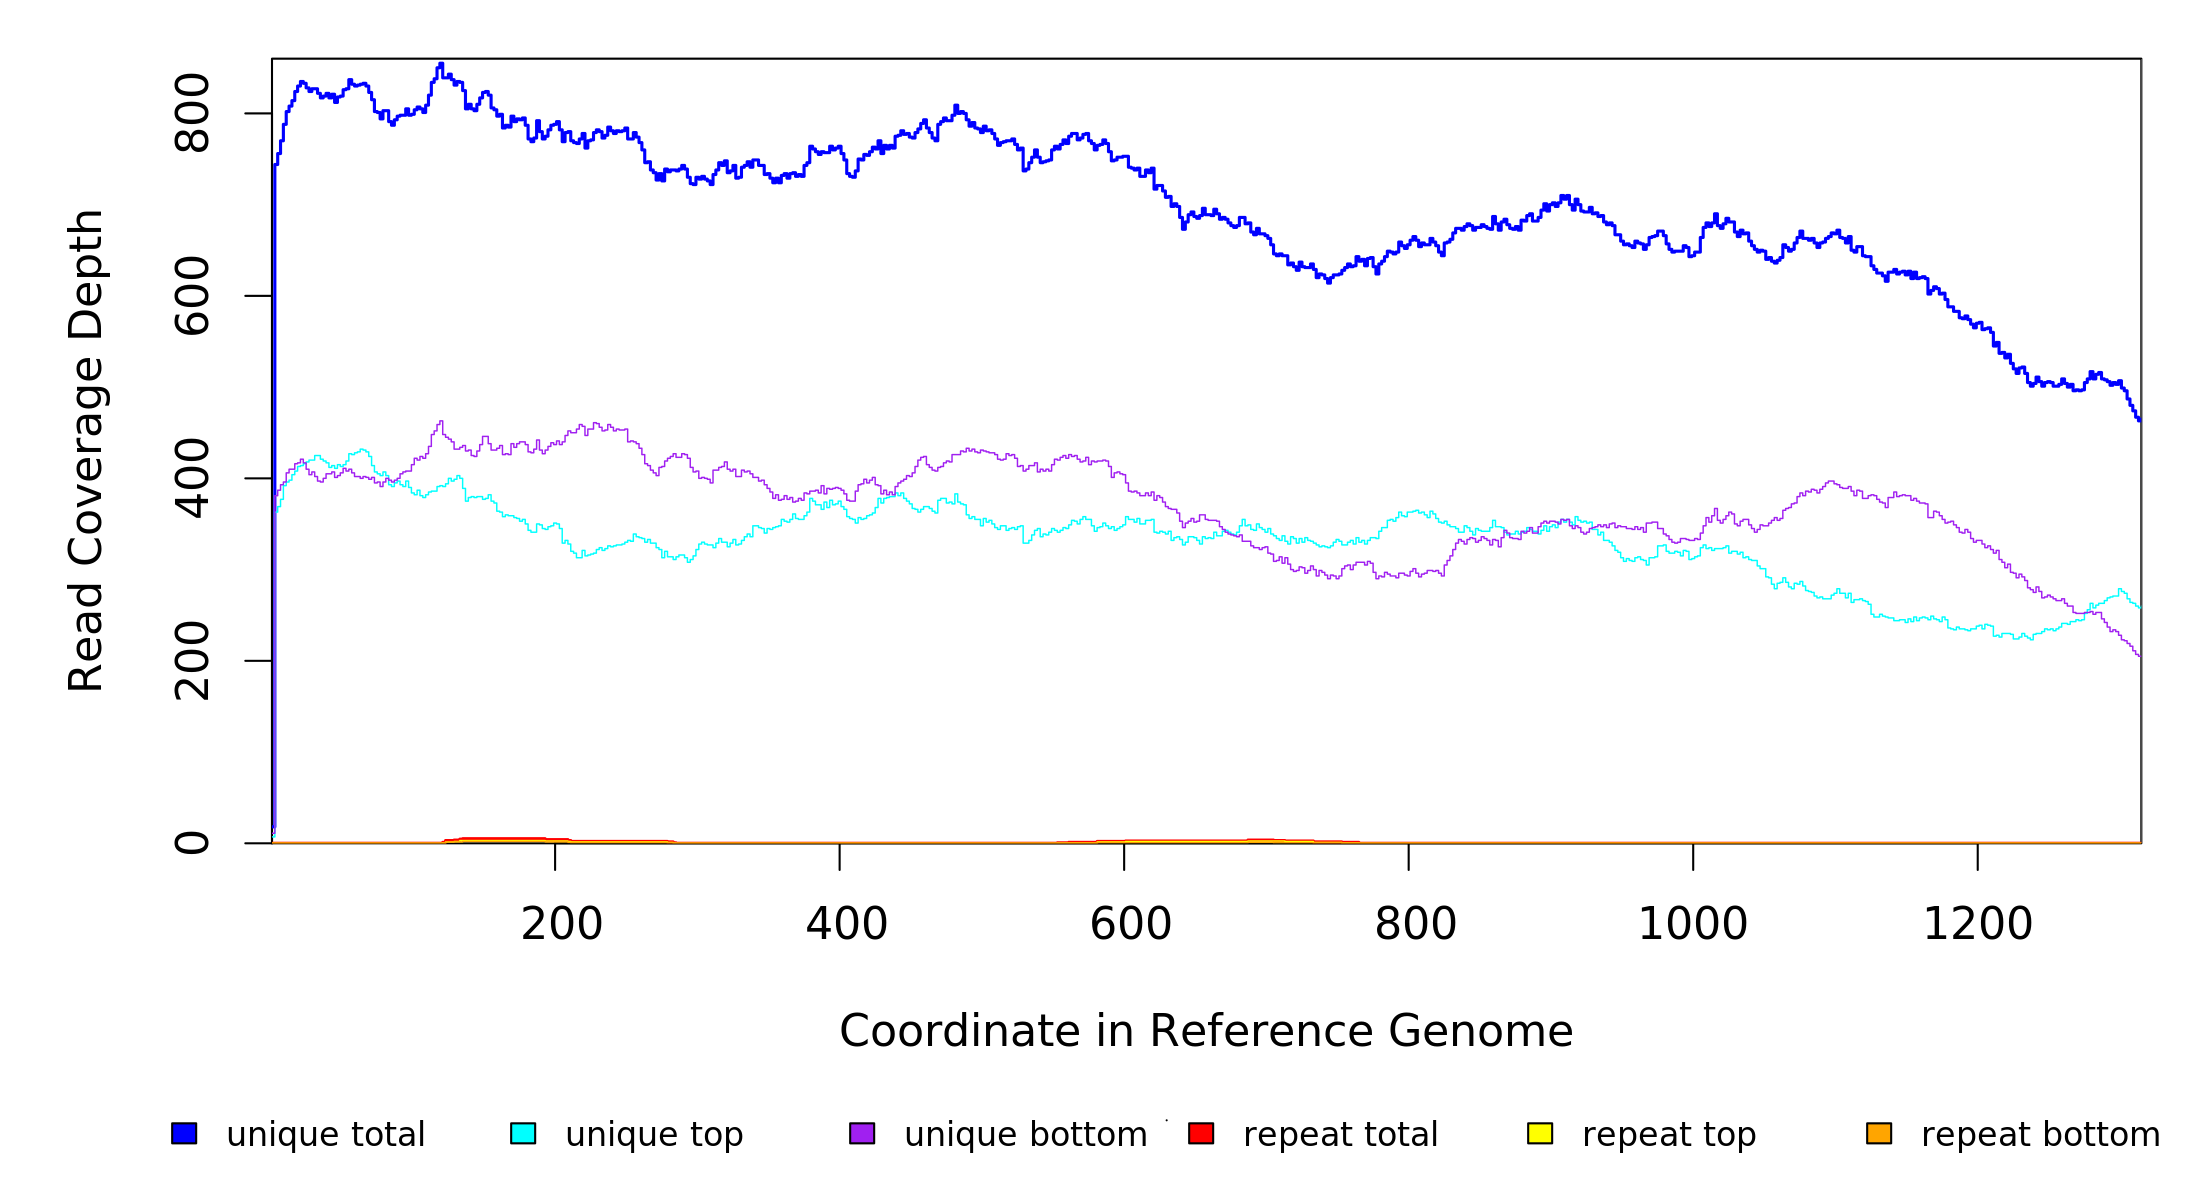 800
600
400
200
0
Read Coverage Depth
200 400 600 800 1000 1200
Coordinate in Reference Genome
unique total unique top unique bottom repeat total repeat top repeat bottom